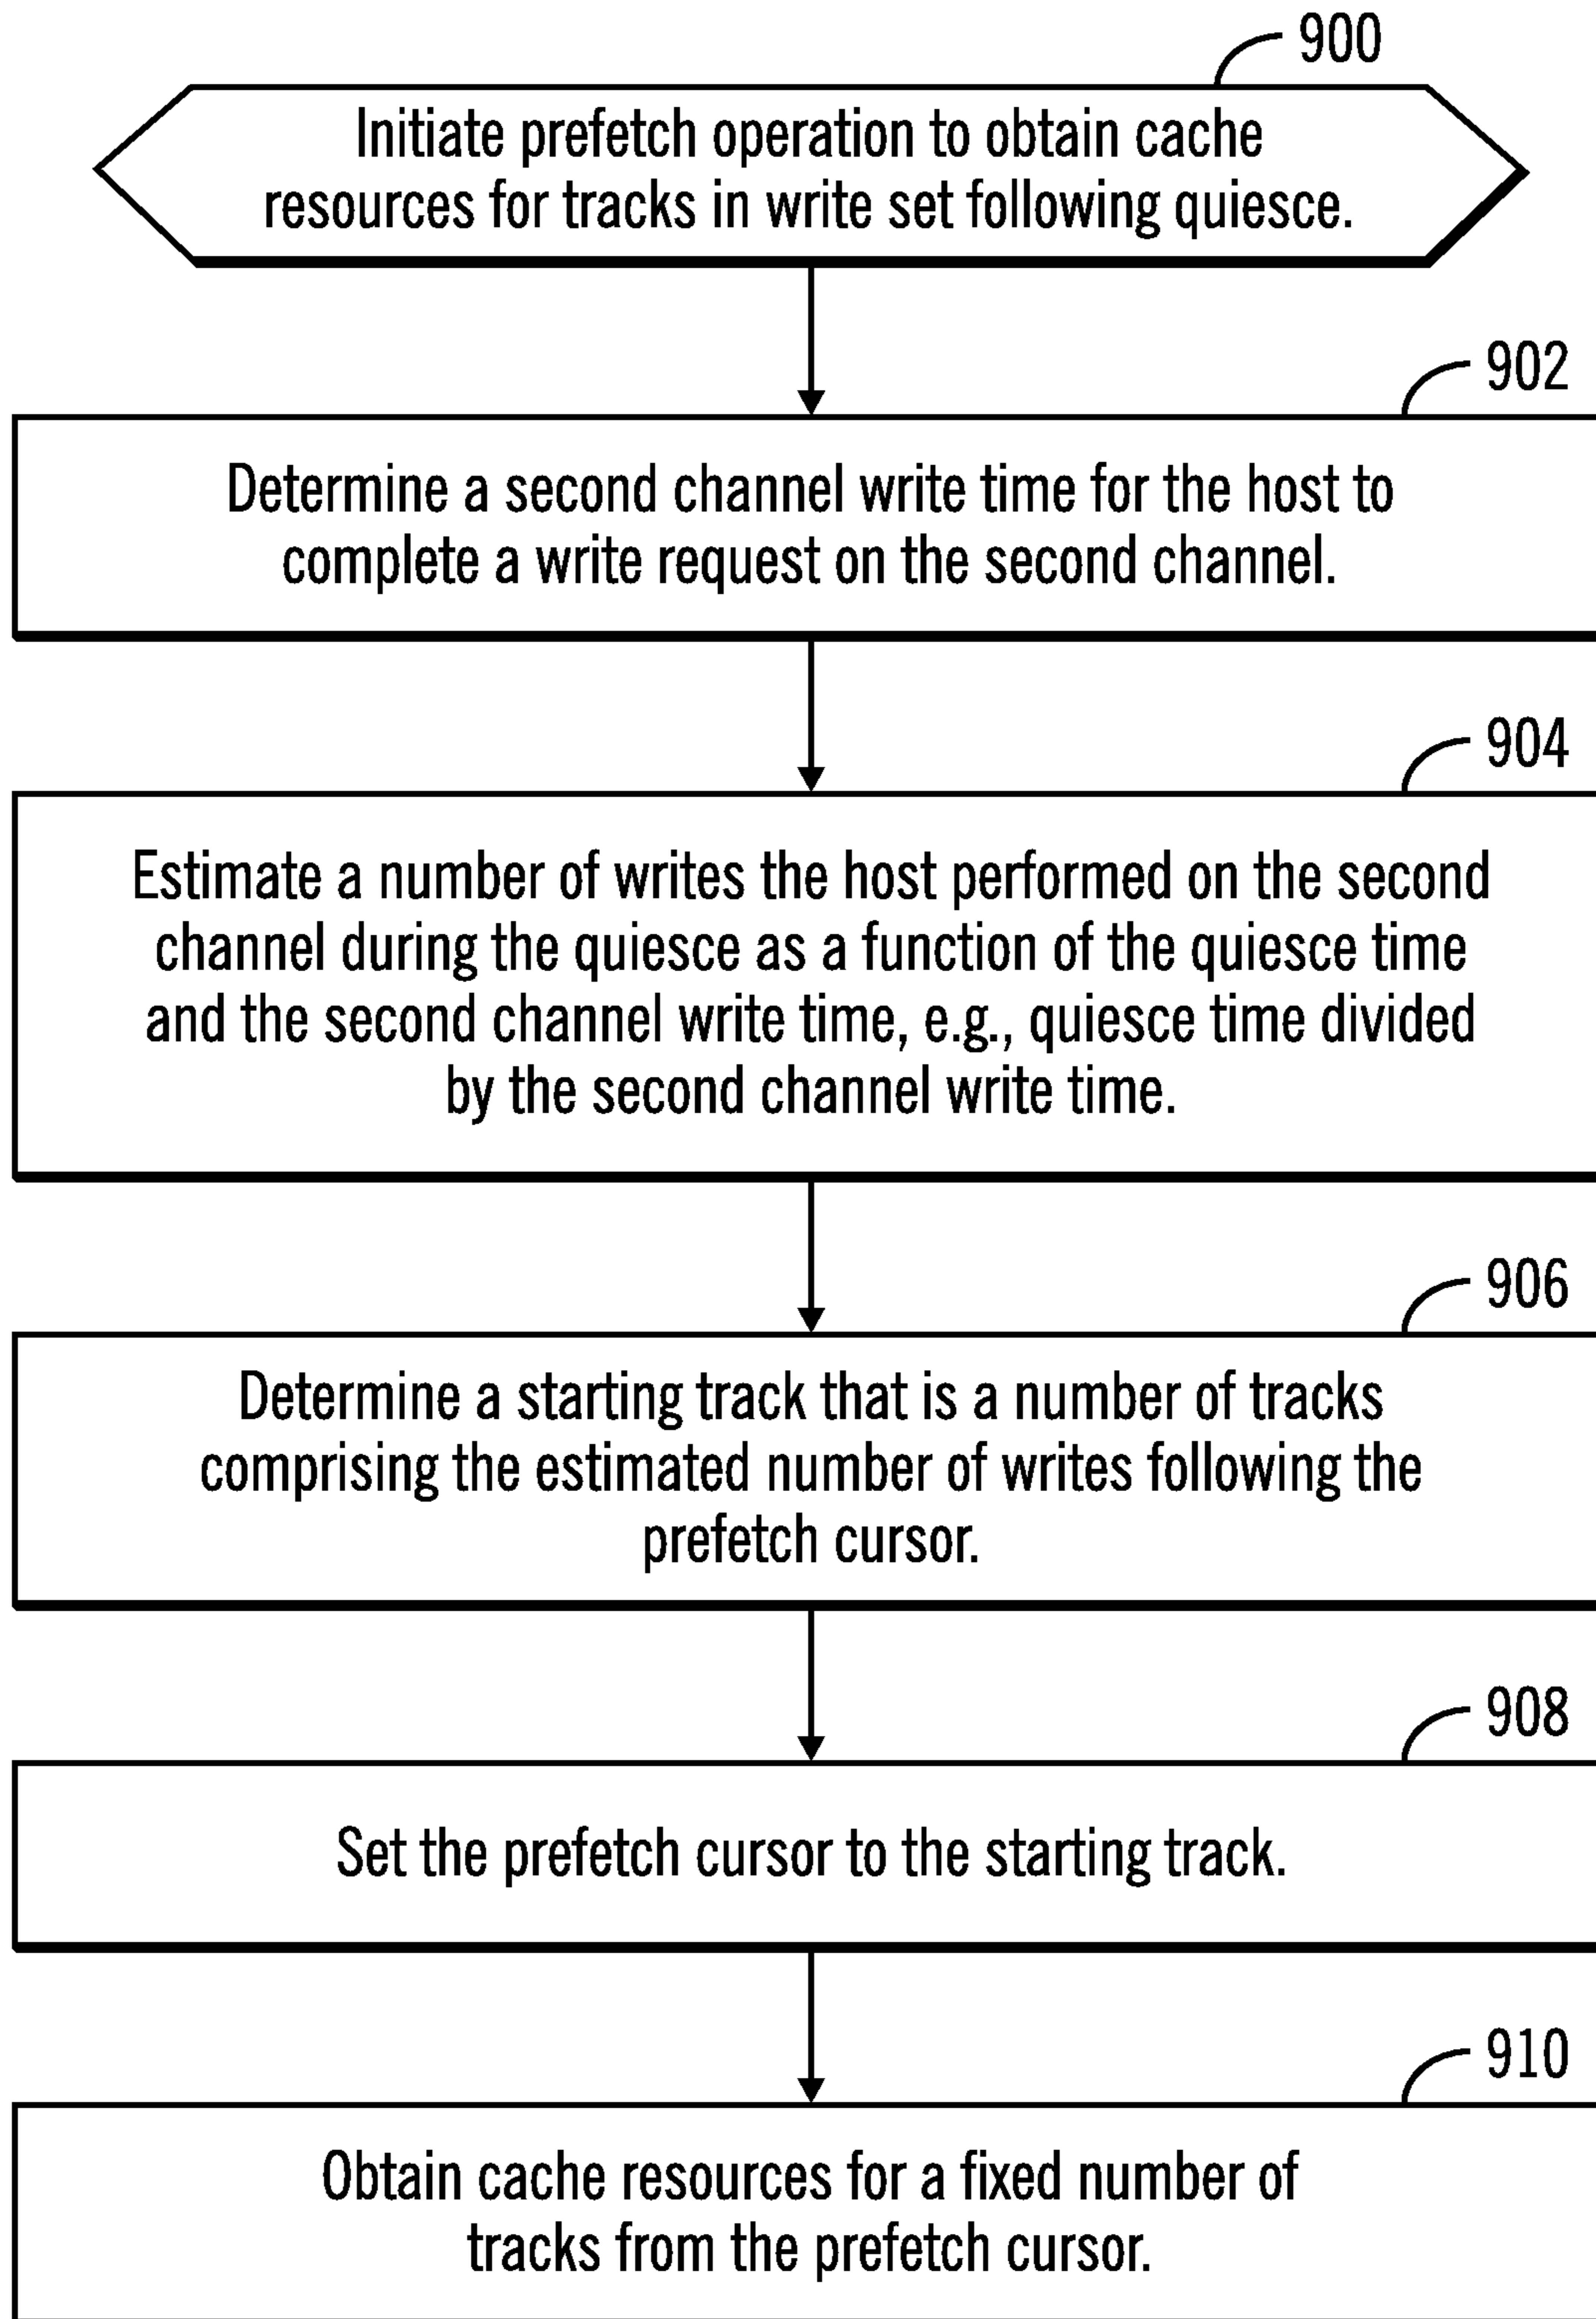 900
Initiate prefetch operation to obtain cache
resources for tracks in write set following quiesce.
902
Determine a second channel write time for the host to
complete a write request on the second channel.
904
Estimate a number of writes the host performed on the second
channel during the quiesce as a function of the quiesce time
and the second channel write time, e.g., quiesce time divided
by the second channel write time.
906
Determine a starting track that is a number of tracks
comprising the estimated number of writes following the
prefetch cursor.
908
Set the prefetch cursor to the starting track.
910
Obtain cache resources for a fixed number of
tracks from the prefetch cursor.